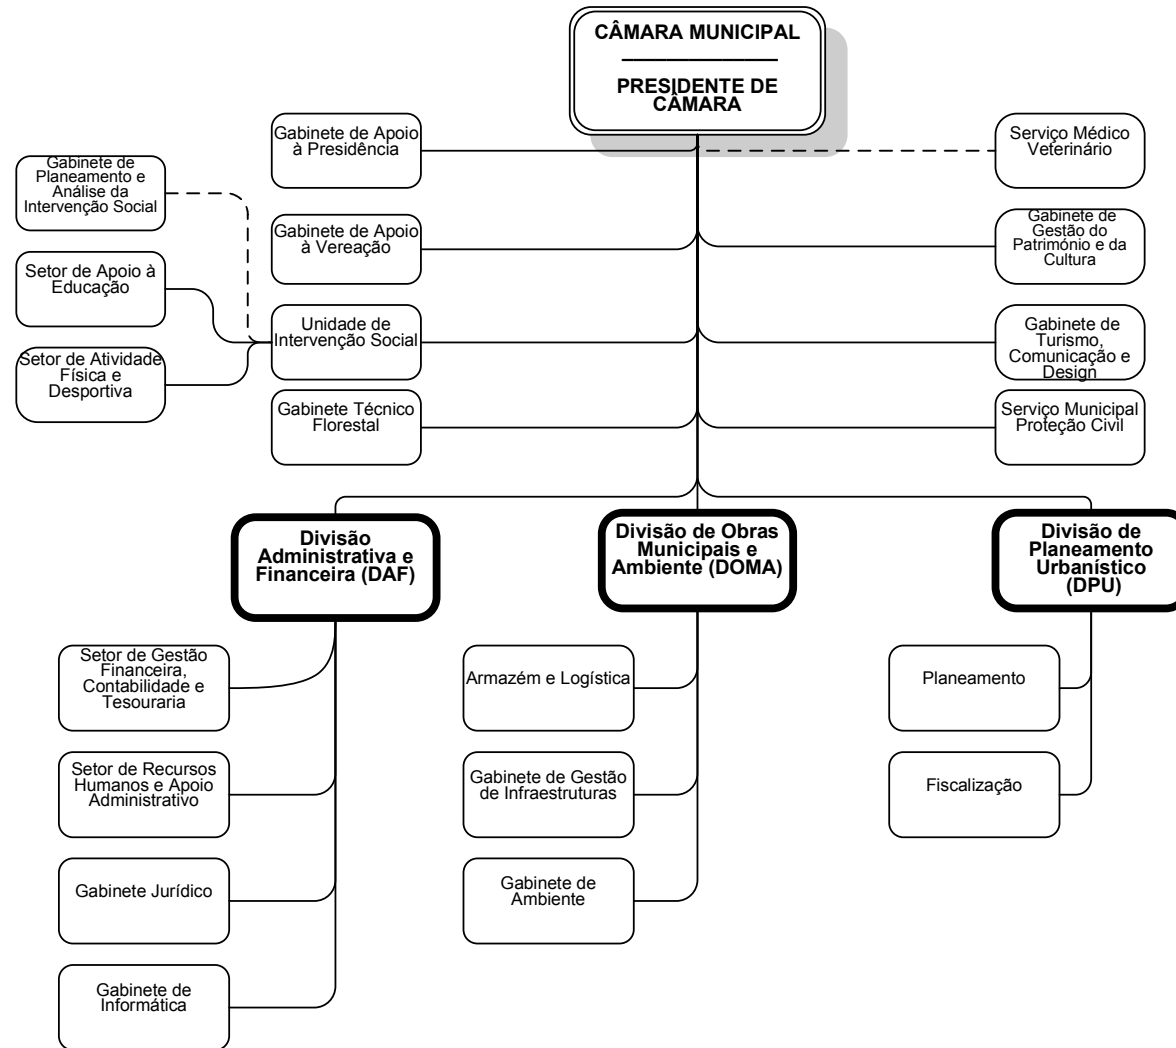 CÂMARA MUNICIPAL
PRESIDENTE DE
CÂMARA
Gabinete de Apoio
à Presidência
Serviço Médico
Veterinário
Gabinete de
Planeamento e
Análise da
Intervenção Social
Gabinete de Apoio
à Vereação
Gabinete de
Gestão do
Património e da
Cultura
Setor de Apoio à
Educação
Unidade de
Intervenção Social
Gabinete de
Turismo,
Comunicação e
Design
Setor de Atividade
Física e
Desportiva
Gabinete Técnico
Florestal
Serviço Municipal
Proteção Civil
Divisão
Administrativa e
Financeira (DAF)
Divisão de Obras
Municipais e
Ambiente (DOMA)
Divisão de
Planeamento
Urbanístico
(DPU)
Setor de Gestão
Financeira,
Contabilidade e
Tesouraria
Armazém e Logística
Planeamento
Setor de Recursos
Humanos e Apoio
Administrativo
Gabinete de Gestão
de Infraestruturas
Fiscalização
Gabinete Jurídico
Gabinete de
Ambiente
Gabinete de
Informática